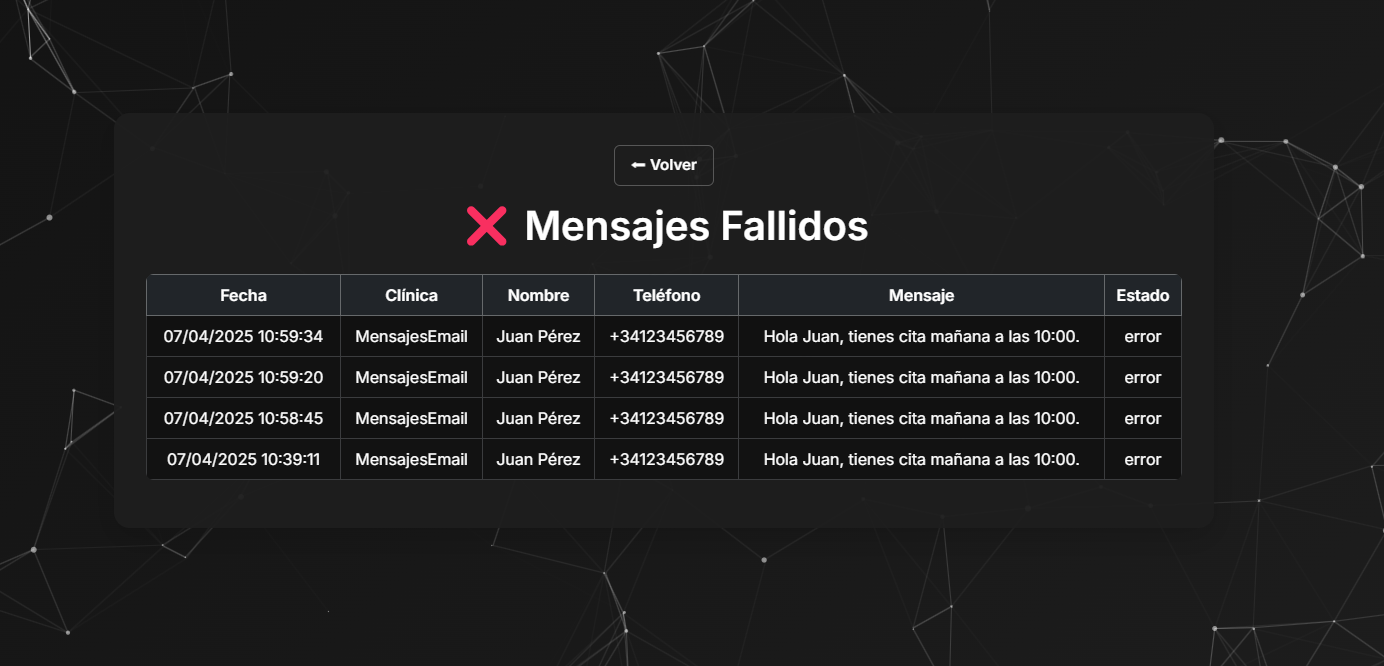 ⬅ Volver
❌ Mensajes Fallidos
Fecha Clínica Nombre Teléfono Mensaje Estado
07/04/2025 10:59:34 MensajesEmail Juan Pérez +34123456789 Hola Juan, tienes cita mañana a las 10:00. error
07/04/2025 10:59:20 MensajesEmail Juan Pérez +34123456789 Hola Juan, tienes cita mañana a las 10:00. error
07/04/2025 10:58:45 MensajesEmail Juan Pérez +34123456789 Hola Juan, tienes cita mañana a las 10:00. error
07/04/2025 10:39:11 MensajesEmail Juan Pérez +34123456789 Hola Juan, tienes cita mañana a las 10:00. error